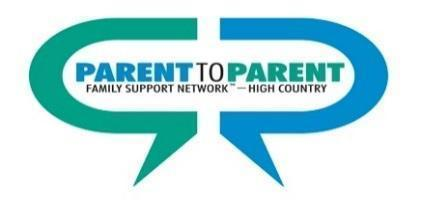 PARENT TO PARENT
FAMILY SUPPORT NETWORK™—HIGH COUNTRY